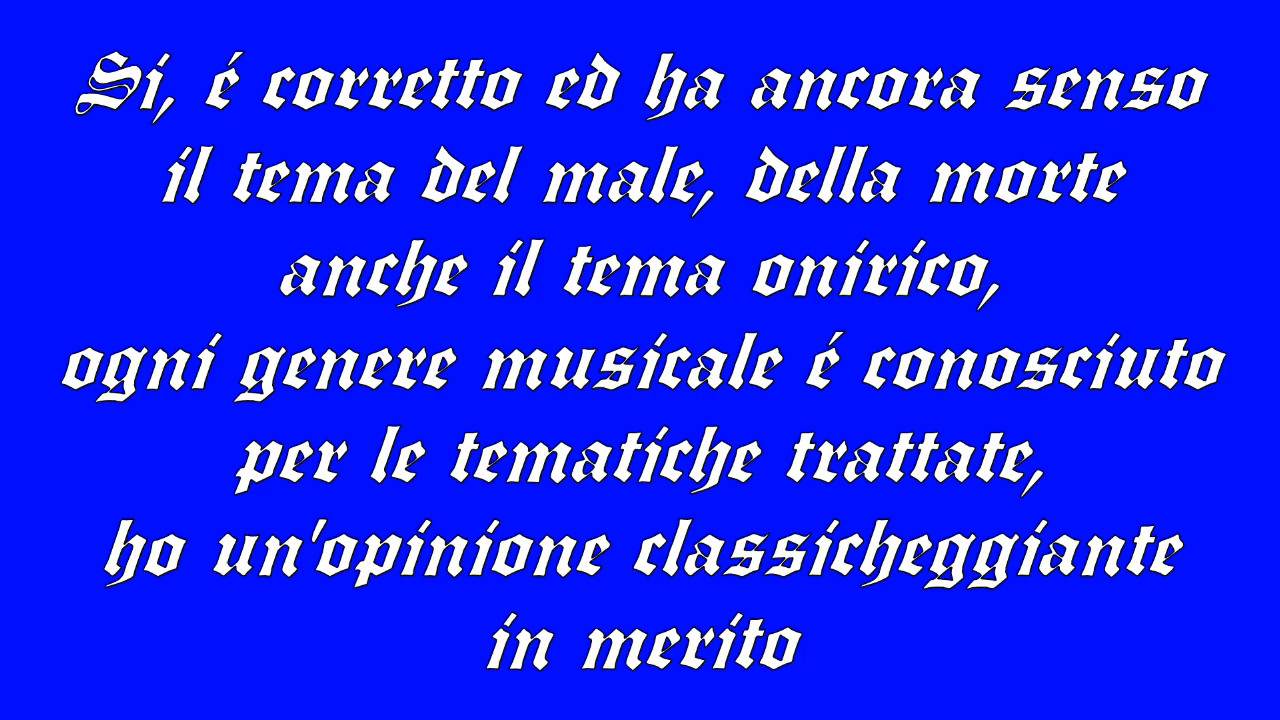 Si, é corretto ed ha ancora senso
il tema del male, della morte
anche il tema onirico,
ogni genere musicale é conosciuto
per le tematiche trattate,
ho un'opinione classicheggiante
in merito